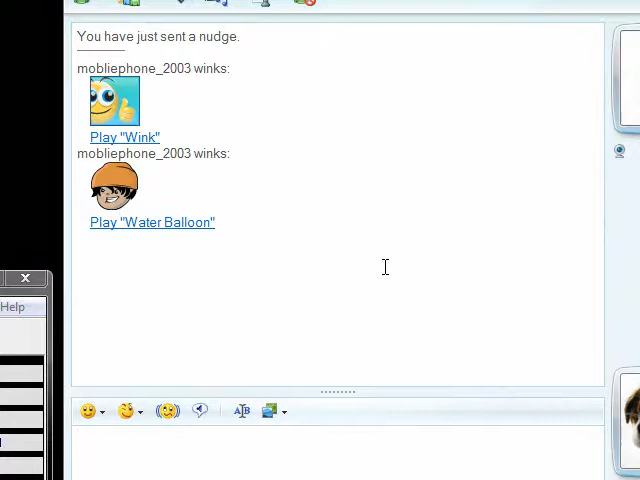 You have just sent a nudge.
mobliephone_2003 winks:
Play "Wink"
mobliephone_2003 winks:
Play "Water Balloon"
Help